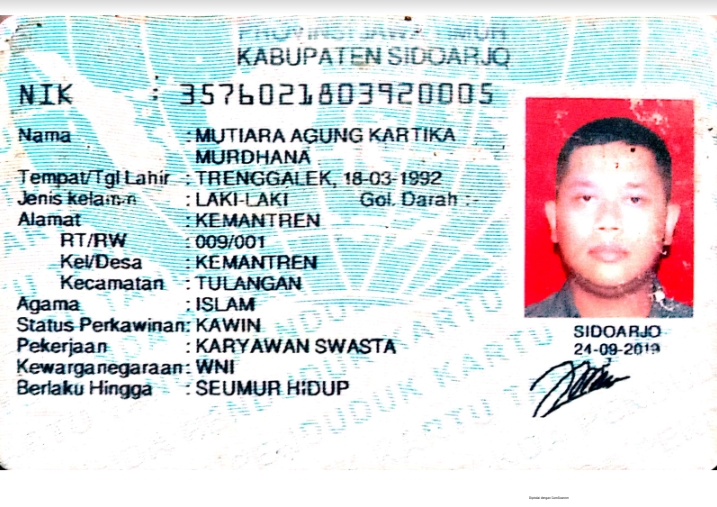 PROVINSI JAWA TIMUR
KABUPATEN SIDOARJO
NIK : 3576021803920005
Nama : MUTIARA AGUNG KARTIKA
MURDHANA
Tempat/Tgl Lahir : TRENGGALEK, 18-03-1992
Jenis kelamin : LAKI-LAKI Gol. Darah :-
Alamat : KEMANTREN
RT/RW : 009/001
Kel/Desa : KEMANTREN
Kecamatan : TULANGAN
Agama : ISLAM
Status Perkawinan: KAWIN
Pekerjaan : KARYAWAN SWASTA
Kewarganegaraan: WNI
Berlaku Hingga : SEUMUR HIDUP
SIDOARJO
24-09-2019